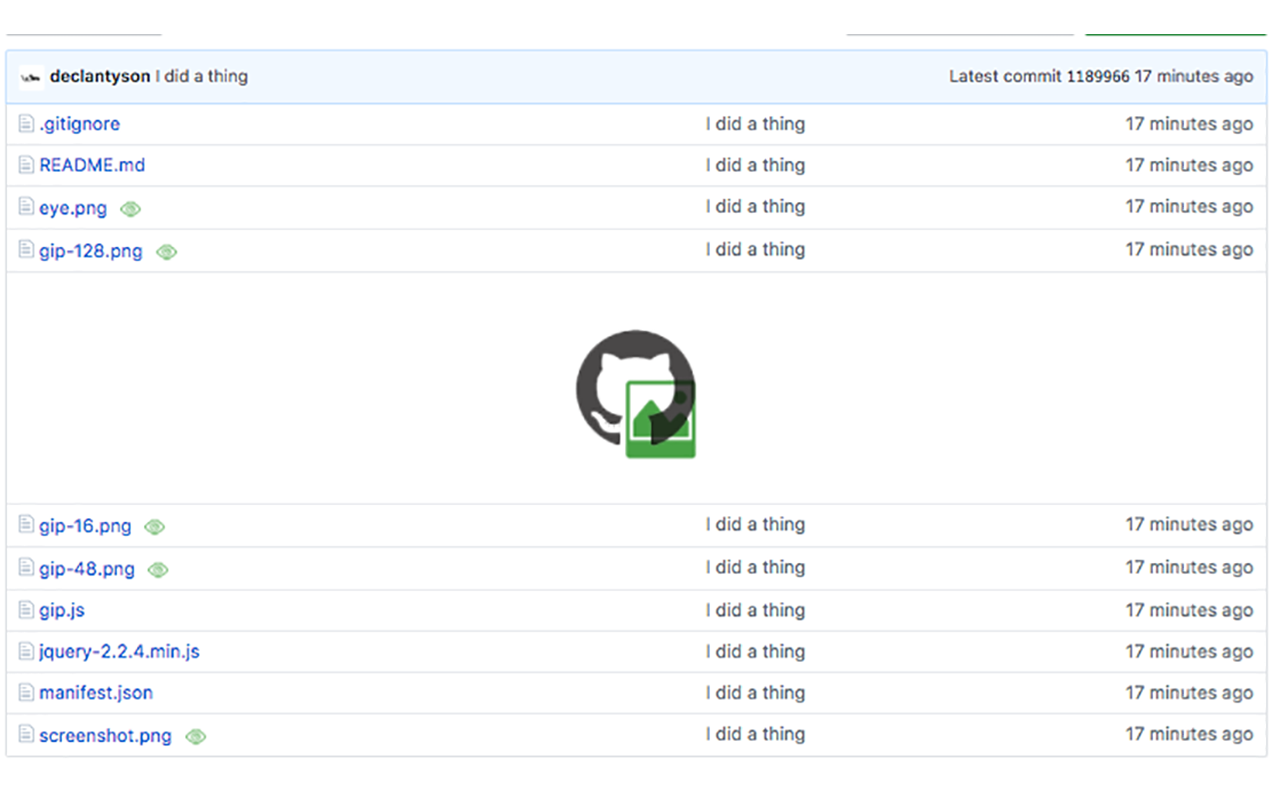 declantyson I did a thing Latest commit 1189966 17 minutes ago
.gitignore I did a thing 17 minutes ago
README.md I did a thing 17 minutes ago
eye.png I did a thing 17 minutes ago
gip-128.png I did a thing 17 minutes ago
gip-16.png I did a thing 17 minutes ago
gip-48.png I did a thing 17 minutes ago
gip.js I did a thing 17 minutes ago
jquery-2.2.4.min.js I did a thing 17 minutes ago
manifest.json I did a thing 17 minutes ago
screenshot.png I did a thing 17 minutes ago